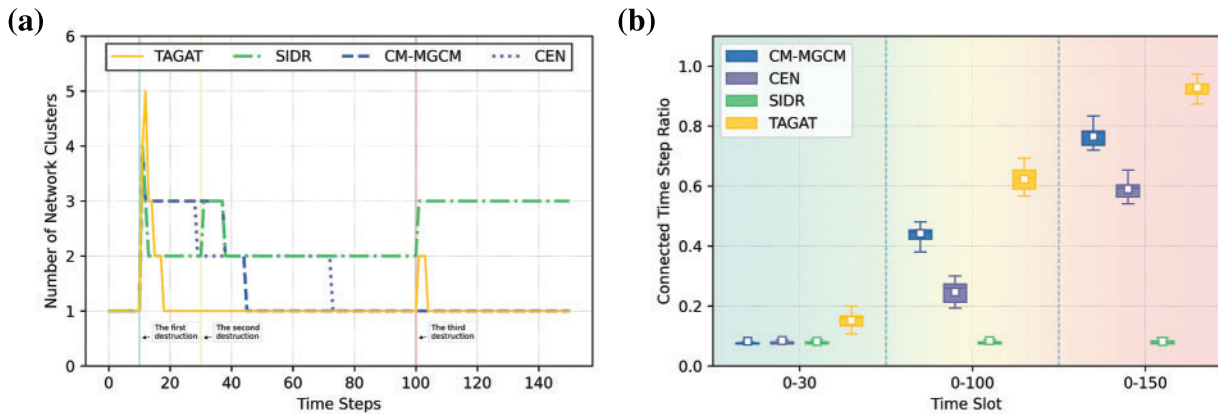 (a)
6
5
4
3
2
1
0
Number of Network Clusters
TAGAT SIDR CM-MGCM CEN
The first
destruction
The second
destruction
The third
destruction
0 20 40 60 80 100 120 140
Time Steps
(b)
1.0
0.8
0.6
0.4
0.2
0.0
Connected Time Step Ratio
CM-MGCM
CEN
SIDR
TAGAT
0-30 0-100 0-150
Time Slot